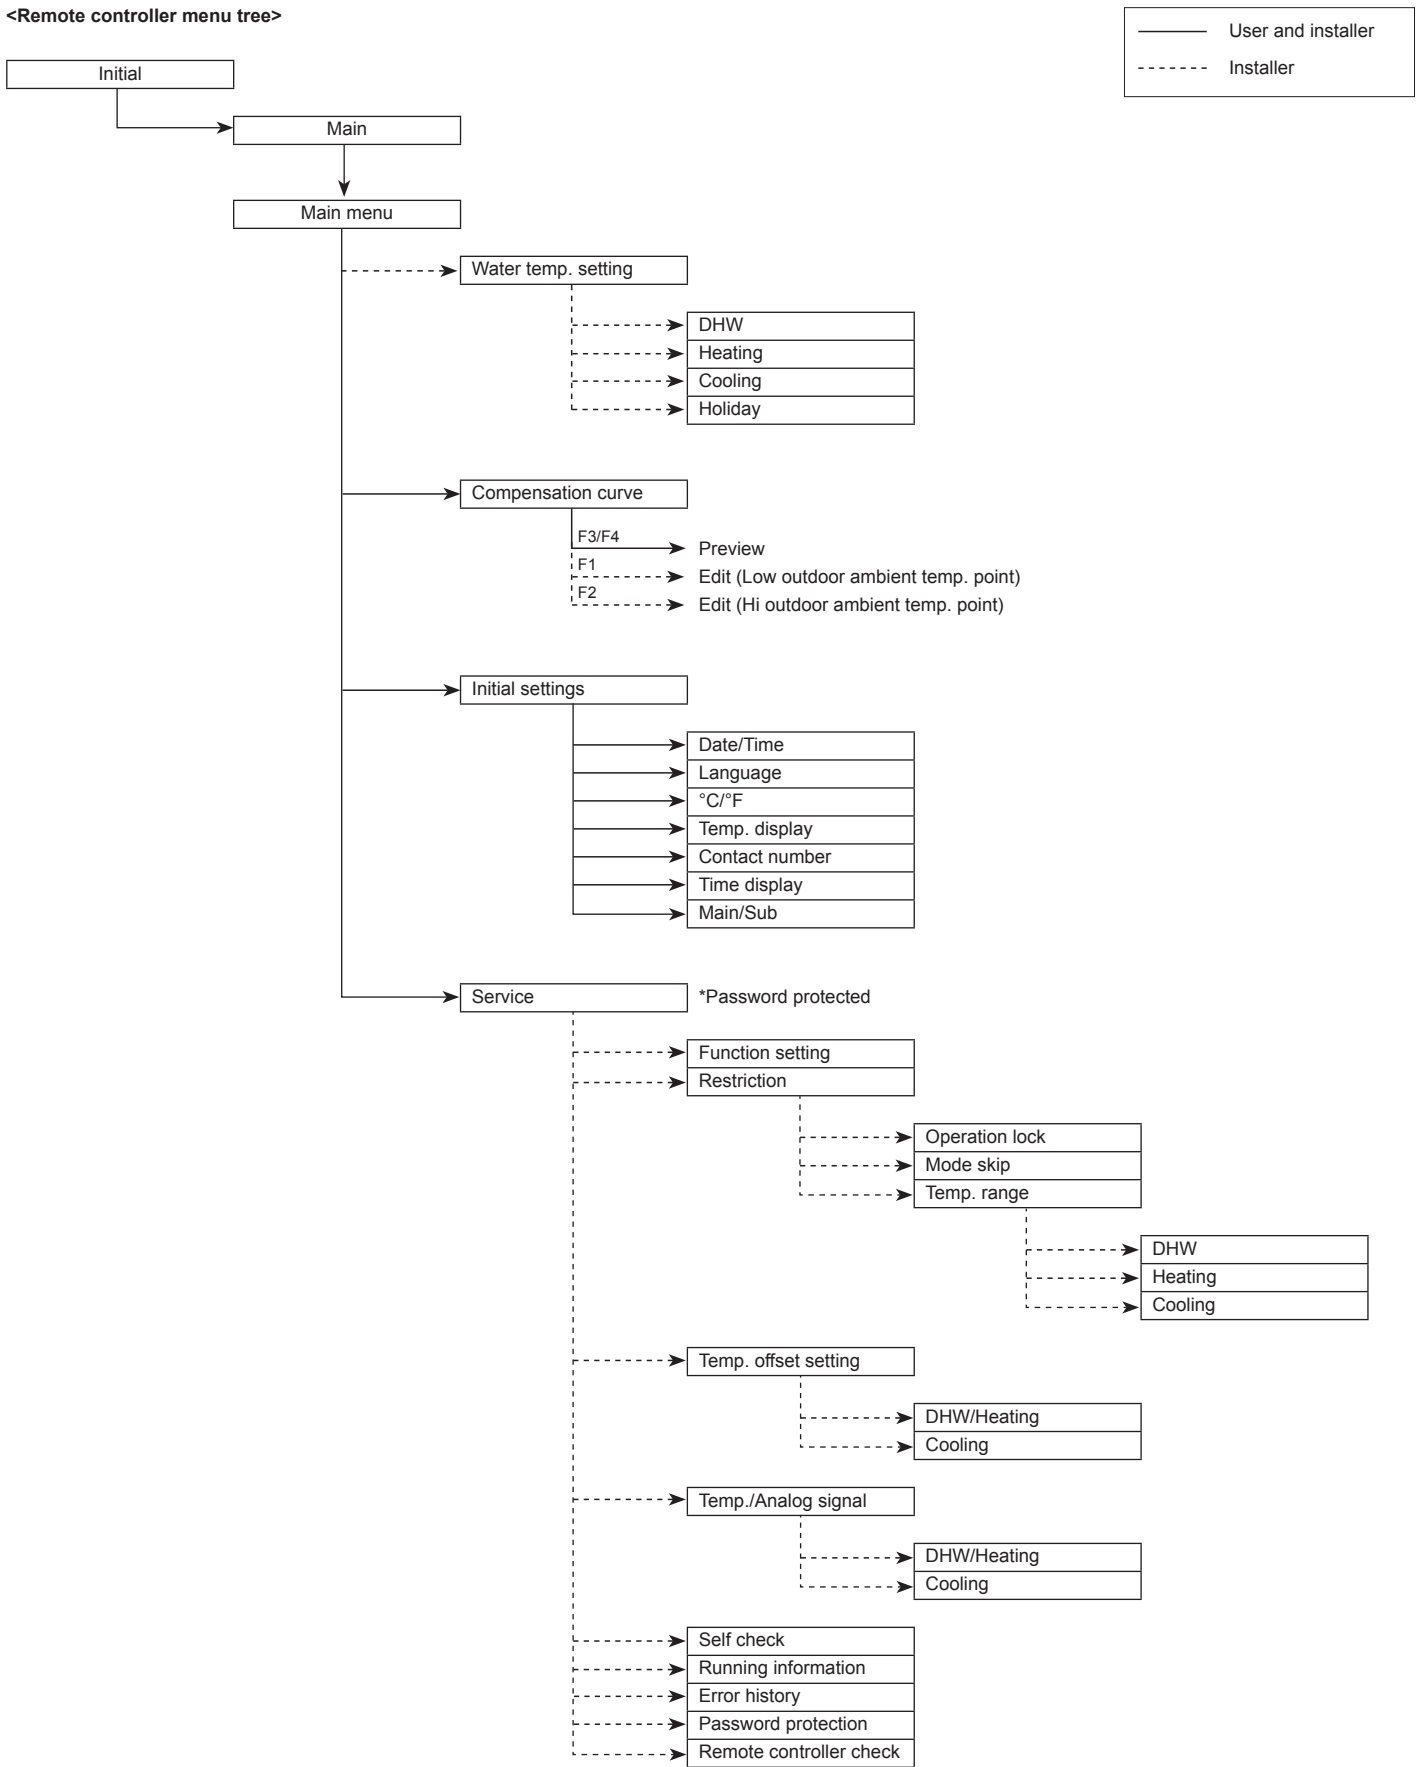 <Remote controller menu tree>
User and installer
Installer
Initial
Main
Main menu
Water temp. setting
DHW
Heating
Cooling
Holiday
Compensation curve
F3/F4
Preview
F1
Edit (Low outdoor ambient temp. point)
F2
Edit (Hi outdoor ambient temp. point)
Initial settings
Date/Time
Language
°C/°F
Temp. display
Contact number
Time display
Main/Sub
Service *Password protected
Function setting
Restriction
Operation lock
Mode skip
Temp. range
DHW
Heating
Cooling
Temp. offset setting
DHW/Heating
Cooling
Temp./Analog signal
DHW/Heating
Cooling
Self check
Running information
Error history
Password protection
Remote controller check